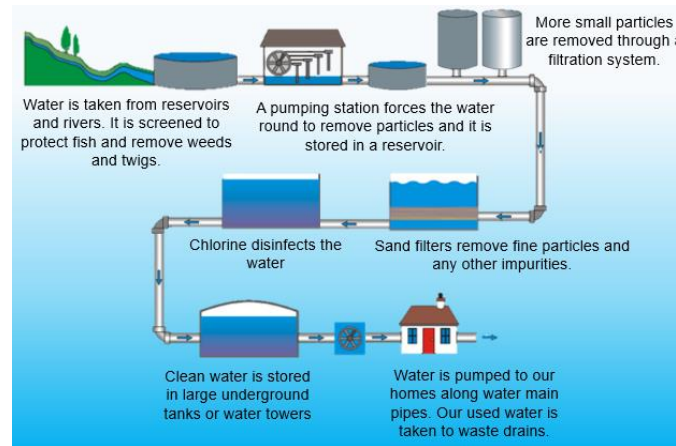 More small particles
are removed through a
filtration system.
Water is taken from reservoirs
and rivers. It is screened to
protect fish and remove weeds
and twigs.
A pumping station forces the water
round to remove particles and it is
stored in a reservoir.
Chlorine disinfects the
water
Sand filters remove fine particles and
any other impurities.
Clean water is stored
in large underground
tanks or water towers
Water is pumped to our
homes along water main
pipes. Our used water is
taken to waste drains.